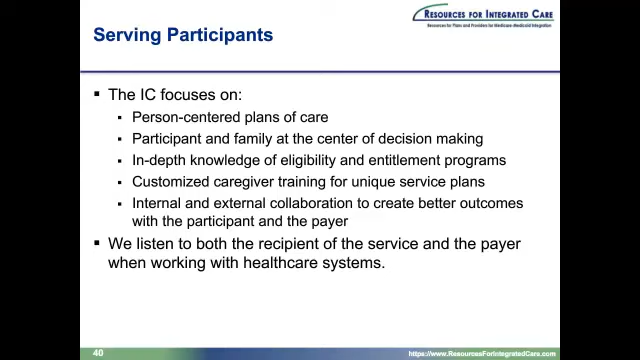 RESOURCES FOR INTEGRATED CARE
Resources for Plans and Providers for Medicare-Medicaid Integration
Serving Participants
▪ The IC focuses on:
▪ Person-centered plans of care
▪ Participant and family at the center of decision making
▪ In-depth knowledge of eligibility and entitlement programs
▪ Customized caregiver training for unique service plans
▪ Internal and external collaboration to create better outcomes
with the participant and the payer
▪ We listen to both the recipient of the service and the payer
when working with healthcare systems.
40
https://www.ResourcesForIntegratedCare.com